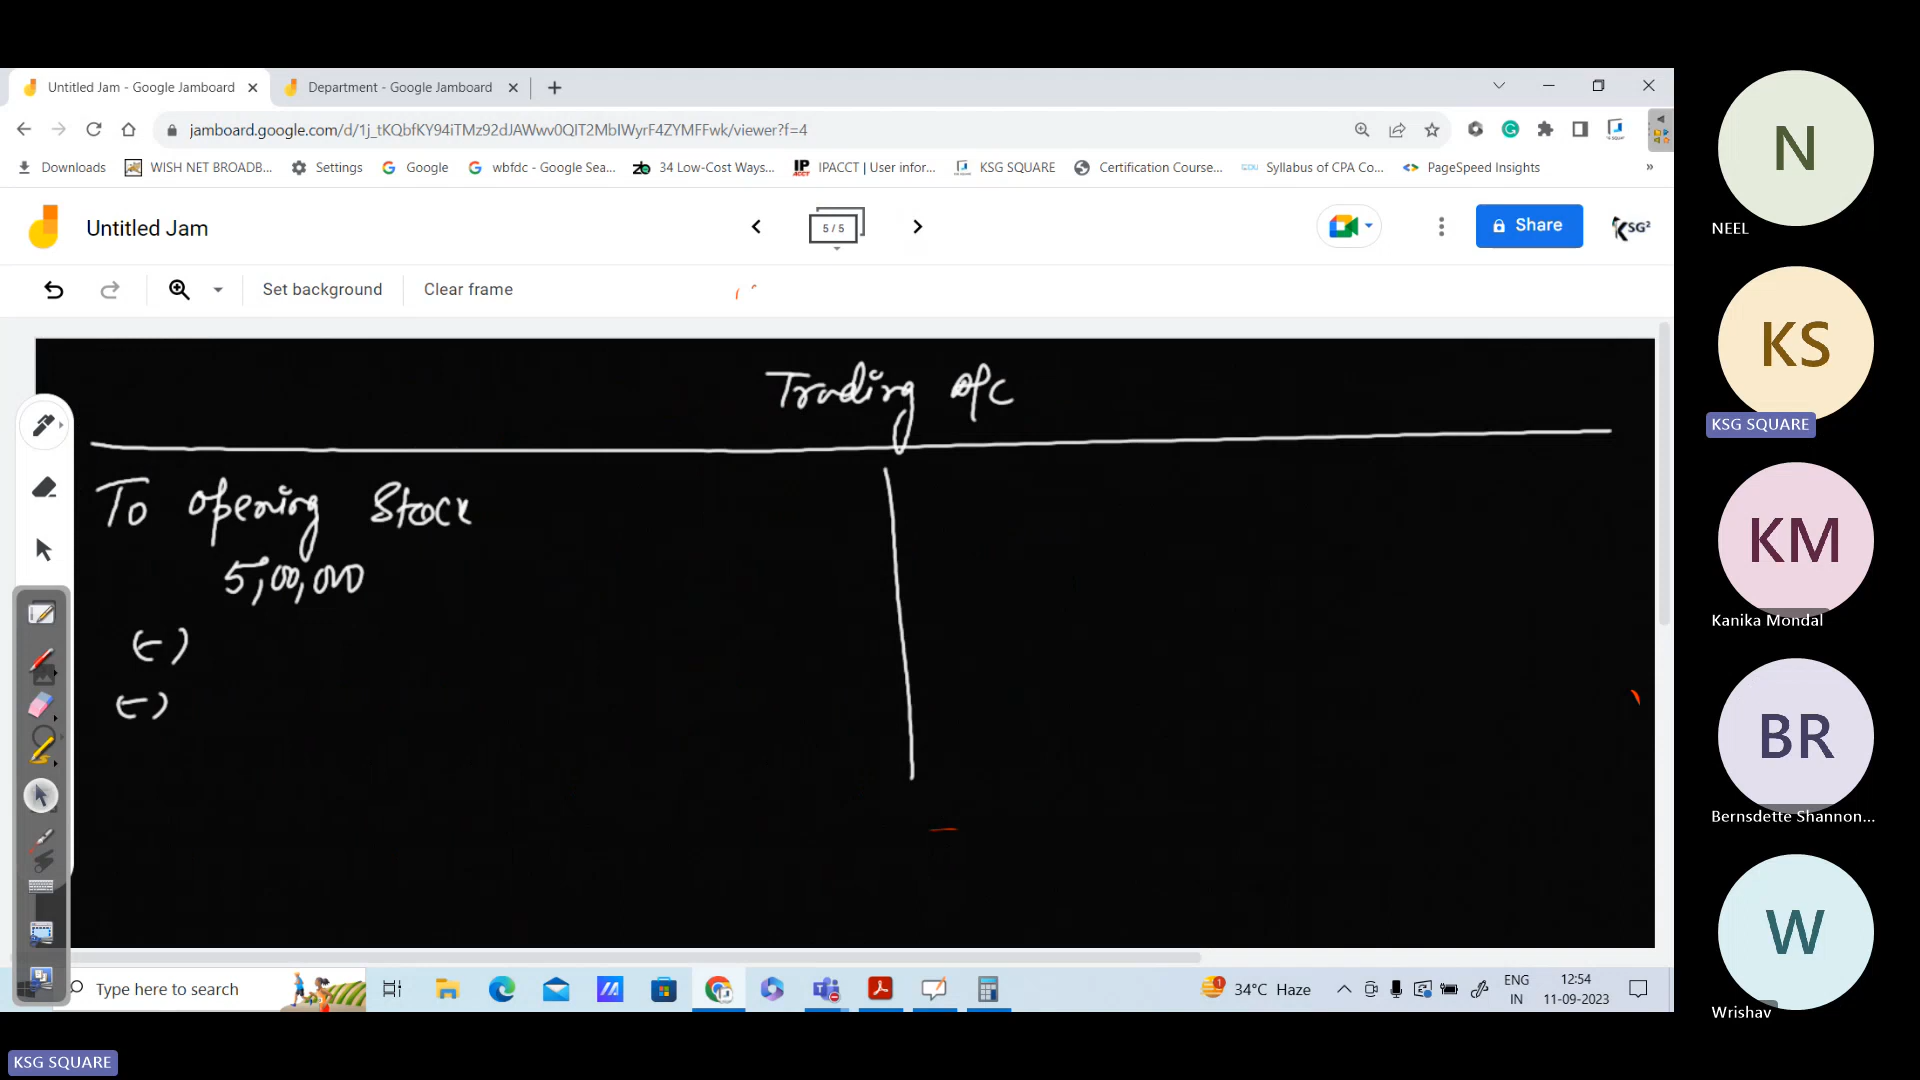 Untitled Jam - Google Jamboard
Department - Google Jamboard
jamboard.google.com/d/1j_tKQbfKY94iTMz92dJAWwv0QIT2MbIWyrF4ZYMFFwk/viewer?f=4
Downloads
WISH NET BROADB...
Settings
Google
wbfdc - Google Sea...
34 Low-Cost Ways...
IPACCT | User infor...
KSG SQUARE
Certification Course...
Syllabus of CPA Co...
PageSpeed Insights
»
Untitled Jam
5 / 5
Share
KSG²
Set background
Clear frame
Trading A/c
To opening Stock
5,00,000
(-)
(-)
Type here to search
34°C Haze
ENG
IN
12:54
11-09-2023
N
NEEL
KS
KSG SQUARE
KM
Kanika Mondal
BR
Bernsdette Shannon...
W
Wrishav
KSG SQUARE